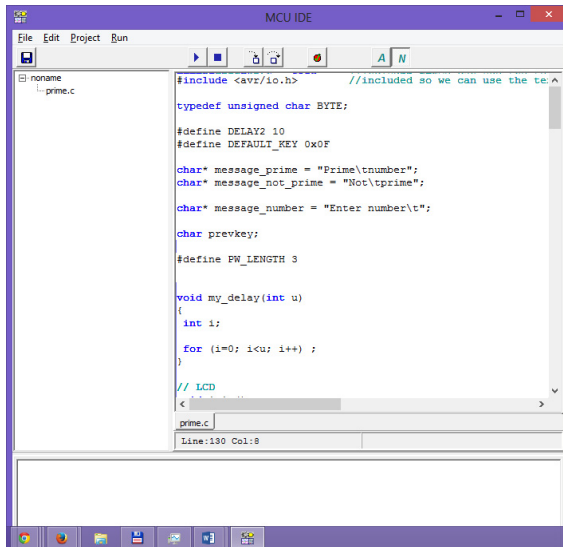 MCU IDE
File Edit Project Run
A N
noname
prime.c
#include <avr/io.h> //included so we can use the te
typedef unsigned char BYTE;
#define DELAY2 10
#define DEFAULT_KEY 0x0F
char* message_prime = "Prime\tnumber";
char* message_not_prime = "Not\tprime";
char* message_number = "Enter number\t";
char prevkey;
#define PW_LENGTH 3
void my_delay(int u)
{
int i;
for (i=0; i<u; i++) ;
}
// LCD
prime.c
Line:130 Col:8